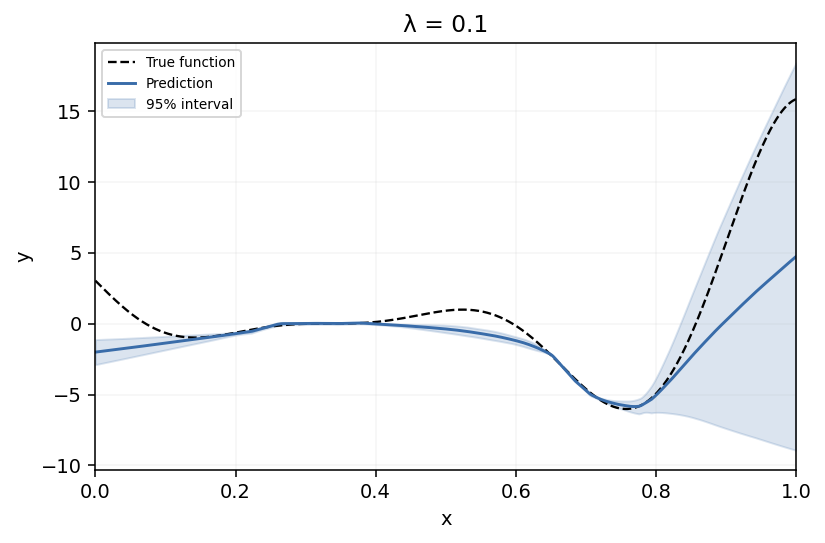 λ = 0.1
True function
Prediction
95% interval
y
15
10
5
0
−5
−10
0.0 0.2 0.4 0.6 0.8 1.0
x